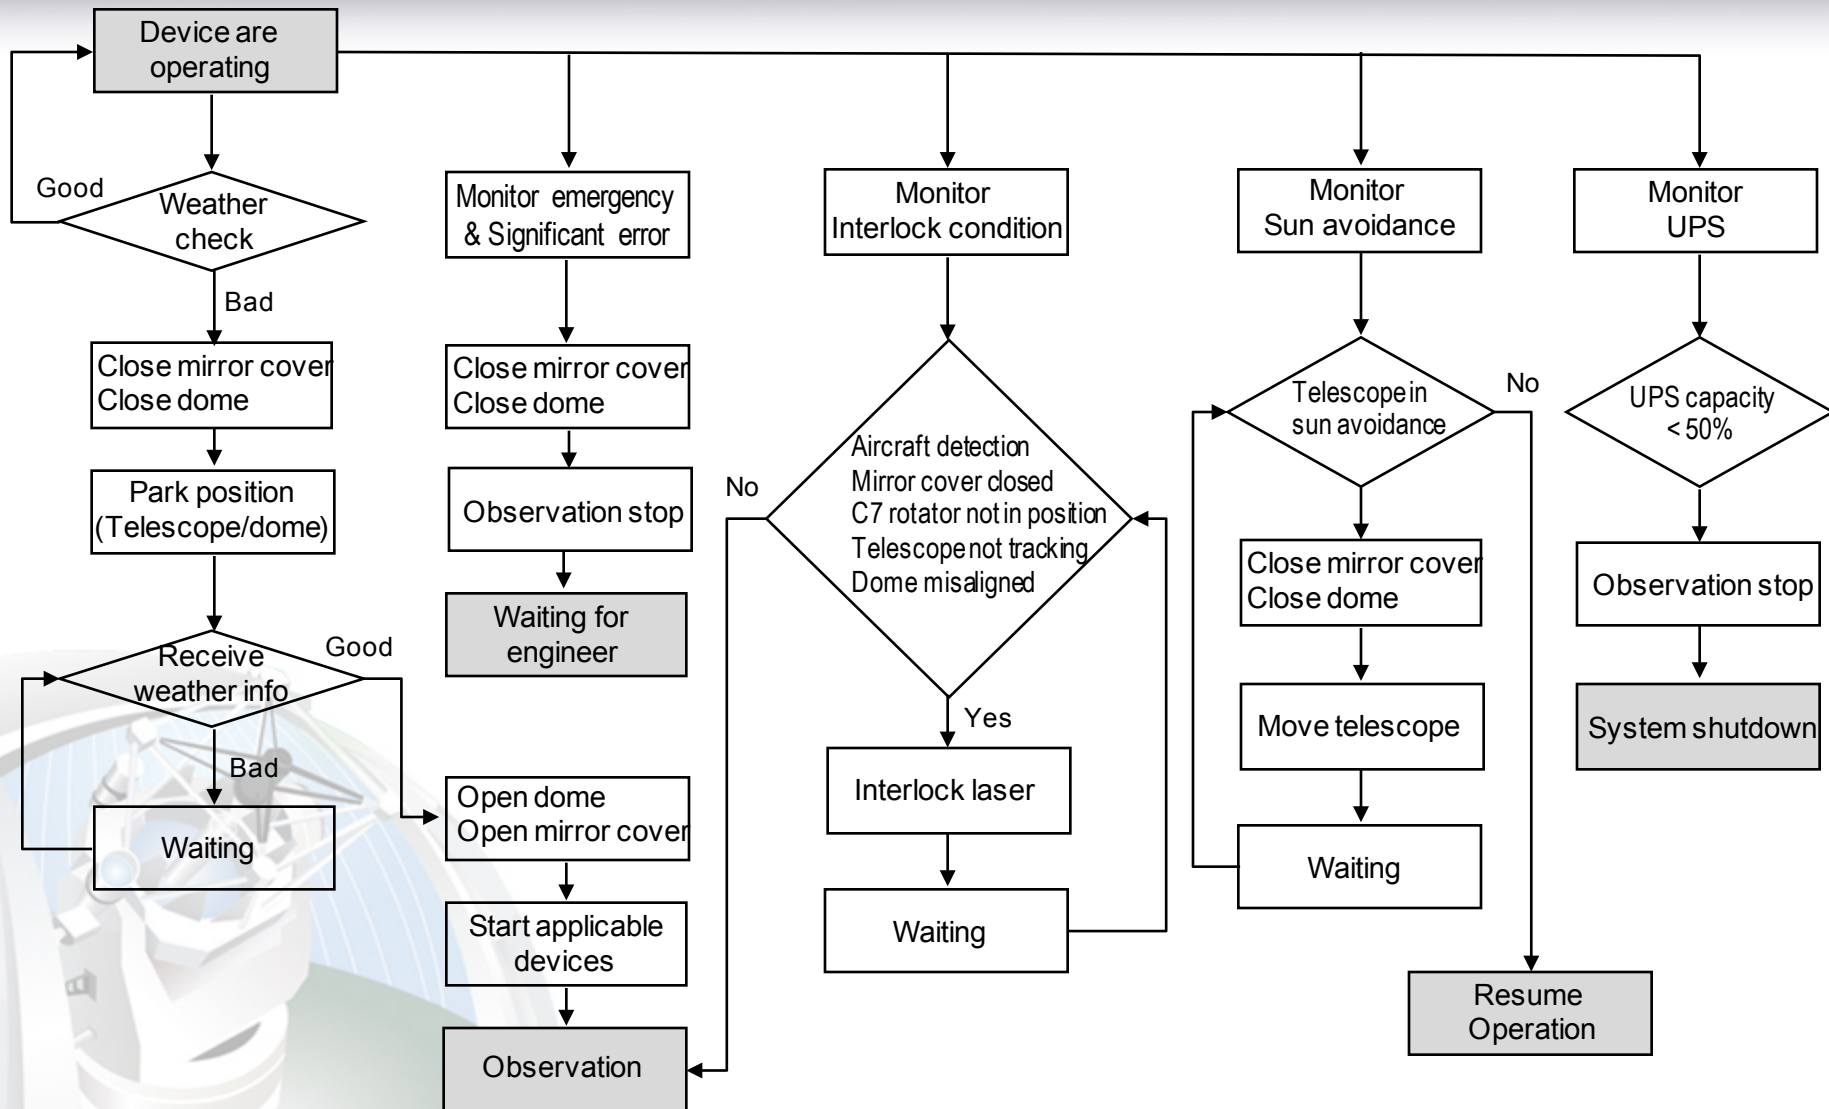 Device are
operating
Good
Weather
check
Bad
Close mirror cover
Close dome
Park position
(Telescope/dome)
Receive
weather info
Good
Bad
Waiting
Monitor emergency
& Significant error
Close mirror cover
Close dome
Observation stop
Waiting for
engineer
Open dome
Open mirror cover
Start applicable
devices
Observation
Monitor
Interlock condition
No
Aircraft detection
Mirror cover closed
C7 rotator not in position
Telescope not tracking
Dome misaligned
Yes
Interlock laser
Waiting
Monitor
Sun avoidance
Telescope in
sun avoidance
No
Close mirror cover
Close dome
Move telescope
Waiting
Resume
Operation
Monitor
UPS
UPS capacity
< 50%
Observation stop
System shutdown